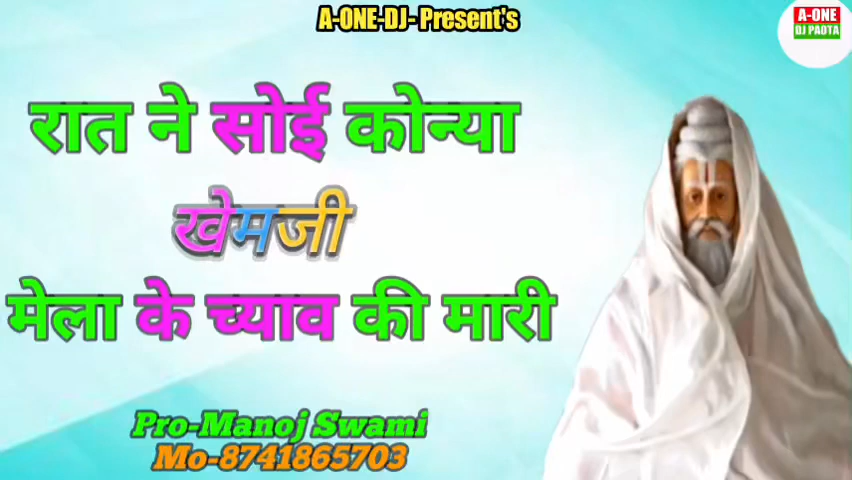 A-ONE-DJ- Present's
A-ONE
DJ PAOTA
रात ने सोई कोन्या
खेमजी
मेला के च्याव की मारी
Pro-Manoj Swami
Mo-8741865703